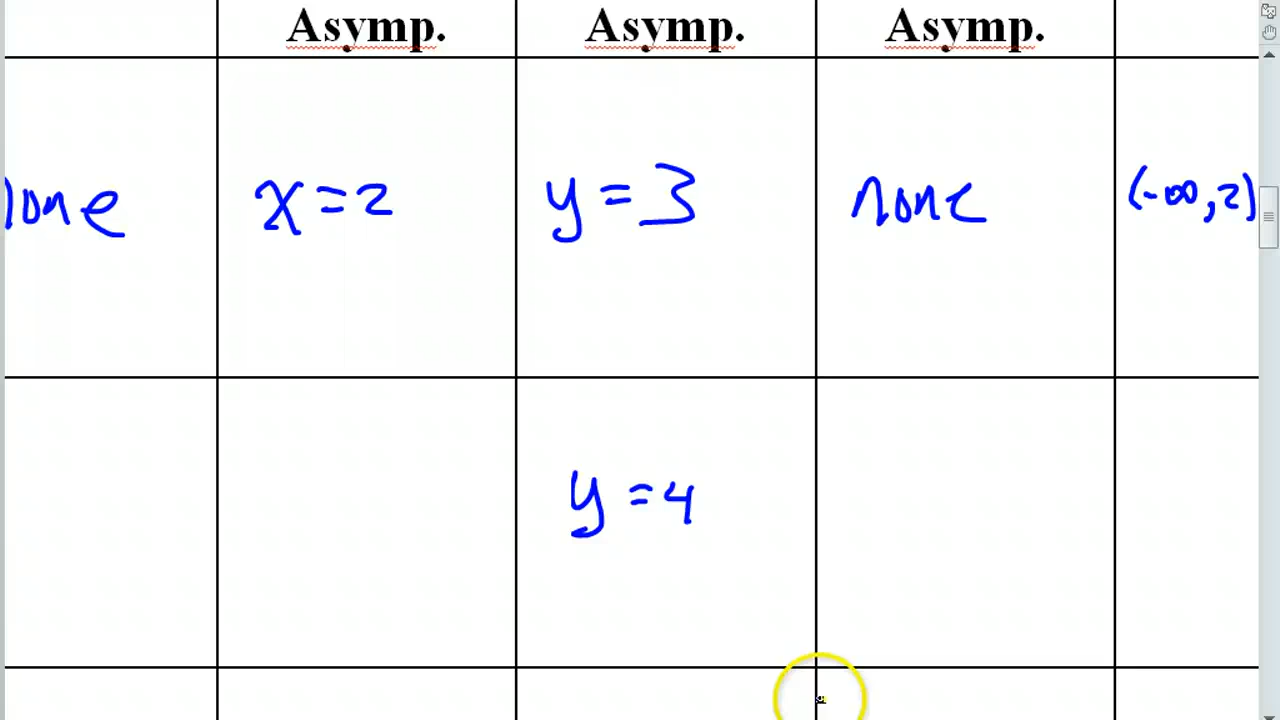 Asymp. Asymp. Asymp.
none x=2 y=3 none (-∞,2)
y=4